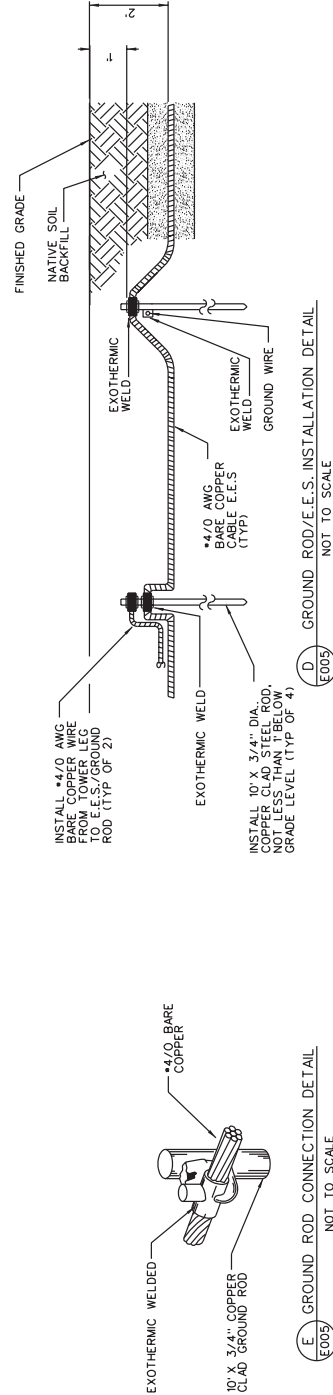 EXOTHERMIC WELDED
*4/0 BARE
COPPER
10' X 3/4" COPPER
CLAD GROUND ROD
E
E005
GROUND ROD CONNECTION DETAIL
NOT TO SCALE
INSTALL *4/0 AWG
BARE COPPER WIRE
FROM TOWER LEG
TO E.E.S./GROUND
ROD (TYP OF 2)
EXOTHERMIC WELD
INSTALL 10' X 3/4" DIA.
COPPER CLAD STEEL ROD,
NOT LESS THAN 1' BELOW
GRADE LEVEL (TYP OF 4)
*4/0 AWG
BARE COPPER
CABLE E.E.S
(TYP)
EXOTHERMIC
WELD
EXOTHERMIC
WELD
GROUND WIRE
FINISHED GRADE
NATIVE SOIL
BACKFILL
1'
2'
D
E005
GROUND ROD/E.E.S. INSTALLATION DETAIL
NOT TO SCALE